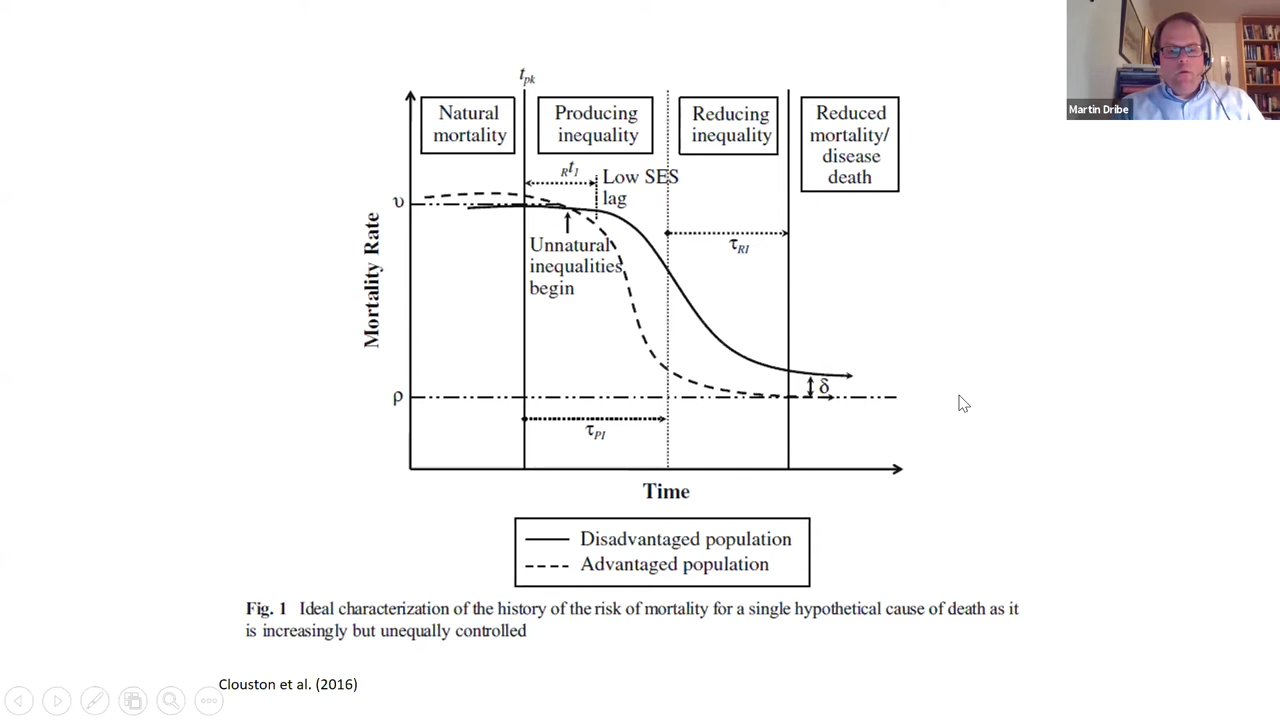 Martin Dribe
t_pk
Natural
mortality
Producing
inequality
Reducing
inequality
Reduced
mortality/
disease
death
_R t_1
Low SES
lag
υ
Unnatural
inequalities
begin
τ_RI
Mortality Rate
δ
ρ
τ_PI
Time
Disadvantaged population
Advantaged population
Fig. 1 Ideal characterization of the history of the risk of mortality for a single hypothetical cause of death as it
is increasingly but unequally controlled
Clouston et al. (2016)